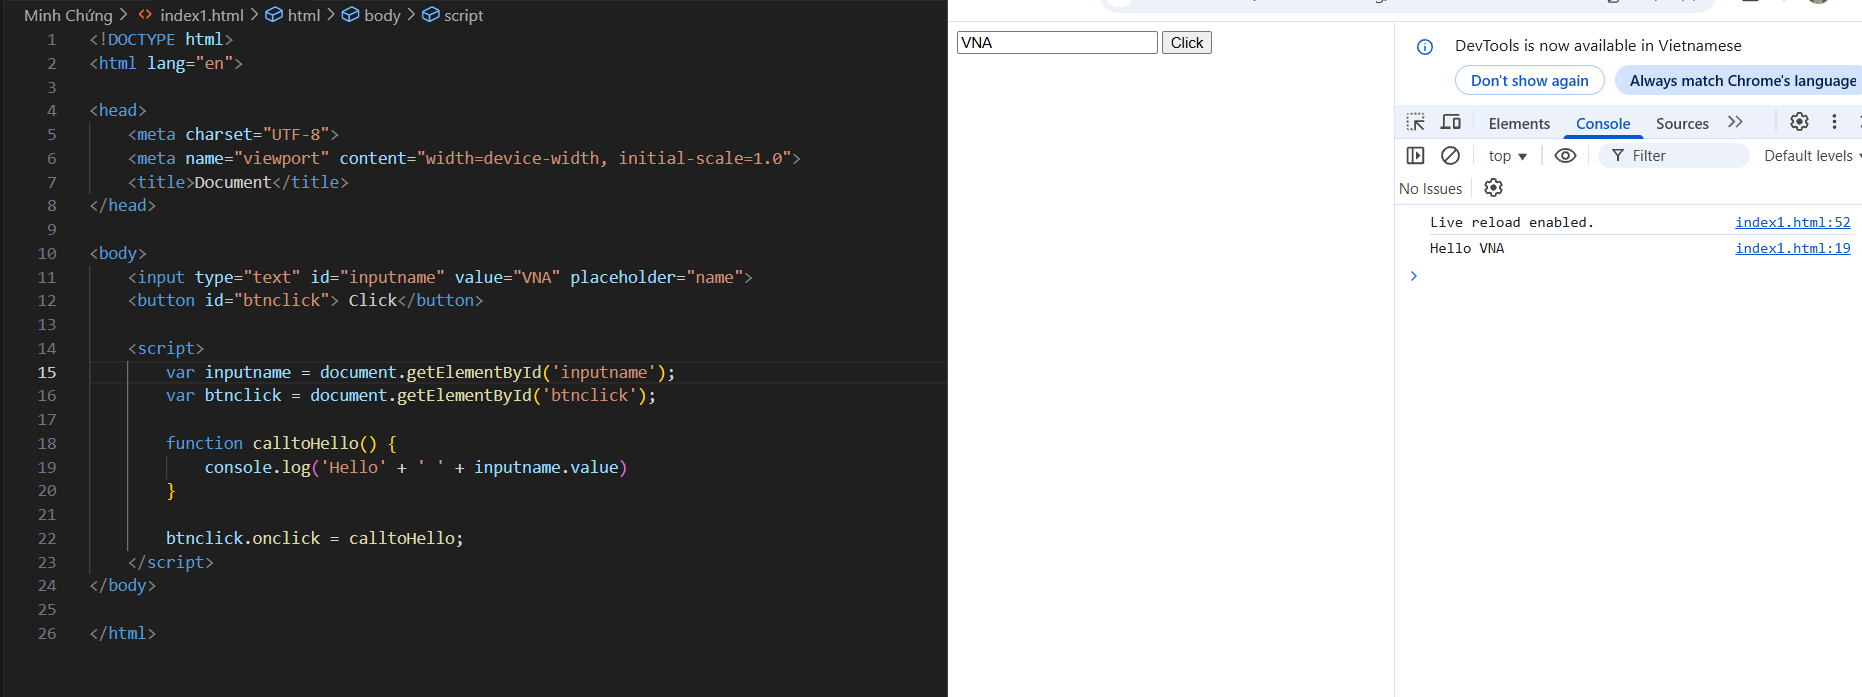 Minh Chứng > <> index1.html > html > body > script
1 <!DOCTYPE html>
2 <html lang="en">
3
4 <head>
5     <meta charset="UTF-8">
6     <meta name="viewport" content="width=device-width, initial-scale=1.0">
7     <title>Document</title>
8 </head>
9
10 <body>
11     <input type="text" id="inputname" value="VNA" placeholder="name">
12     <button id="btnclick"> Click</button>
13
14     <script>
15         var inputname = document.getElementById('inputname');
16         var btnclick = document.getElementById('btnclick');
17
18         function calltoHello() {
19             console.log('Hello' + ' ' + inputname.value)
20         }
21
22         btnclick.onclick = calltoHello;
23     </script>
24 </body>
25
26 </html>
VNA Click
DevTools is now available in Vietnamese
Don't show again Always match Chrome's language
Elements Console Sources
top Filter Default levels
No Issues
Live reload enabled. index1.html:52
Hello VNA index1.html:19